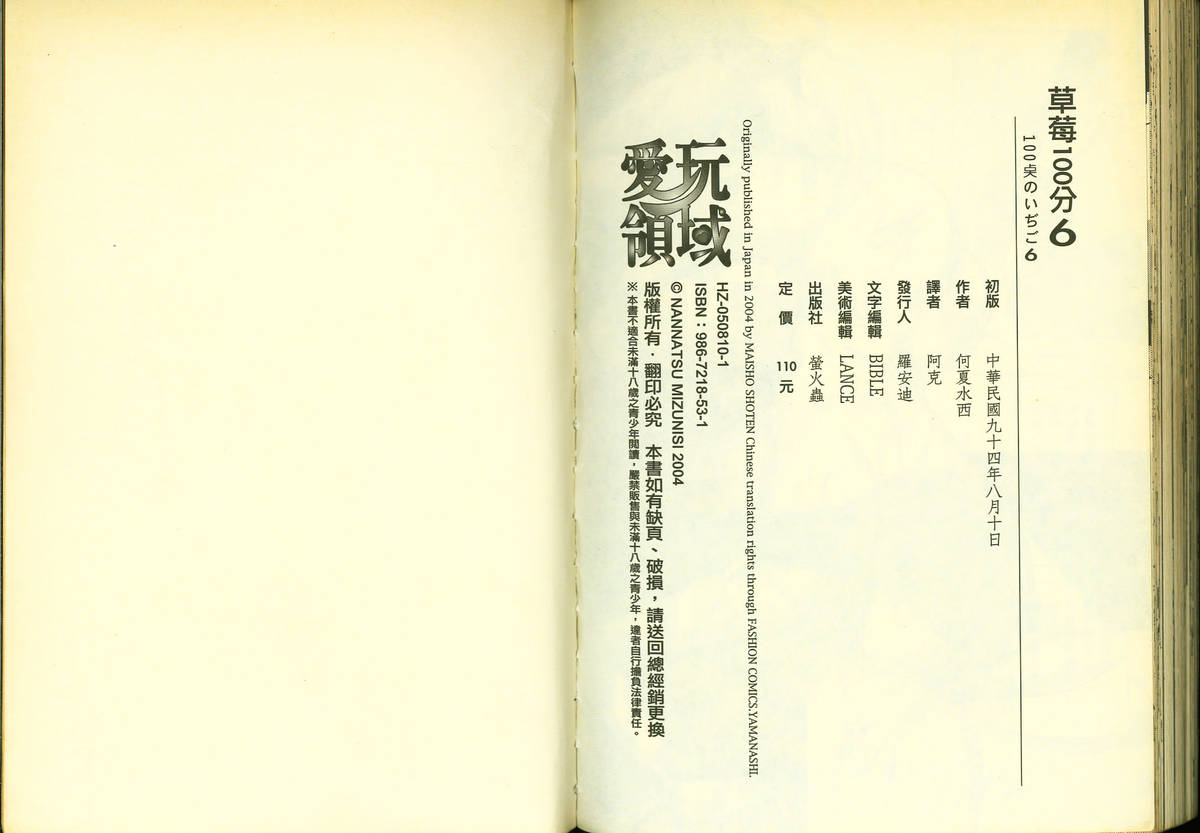 草莓100分 6
100点のいぢご 6
初版 中華民國九十四年八月十日
作者 何夏水西
譯者 阿克
發行人 羅安迪
文字編輯 BIBLE
美術編輯 LANCE
出版社 螢火蟲
定價 110元
Originally published in Japan in 2004 by MAISHO SHOTEN Chinese translation rights through FASHION COMICS.YAMANASHI.
愛玩領域
HZ-050810-1
ISBN：986-7218-53-1
© NANNATSU MIZUNISI 2004
版權所有．翻印必究　本書如有缺頁、破損，請送回總經銷更換
※本書不適合未滿十八歲之青少年閱讀，嚴禁販售與未滿十八歲之青少年，違者自行擔負法律責任。